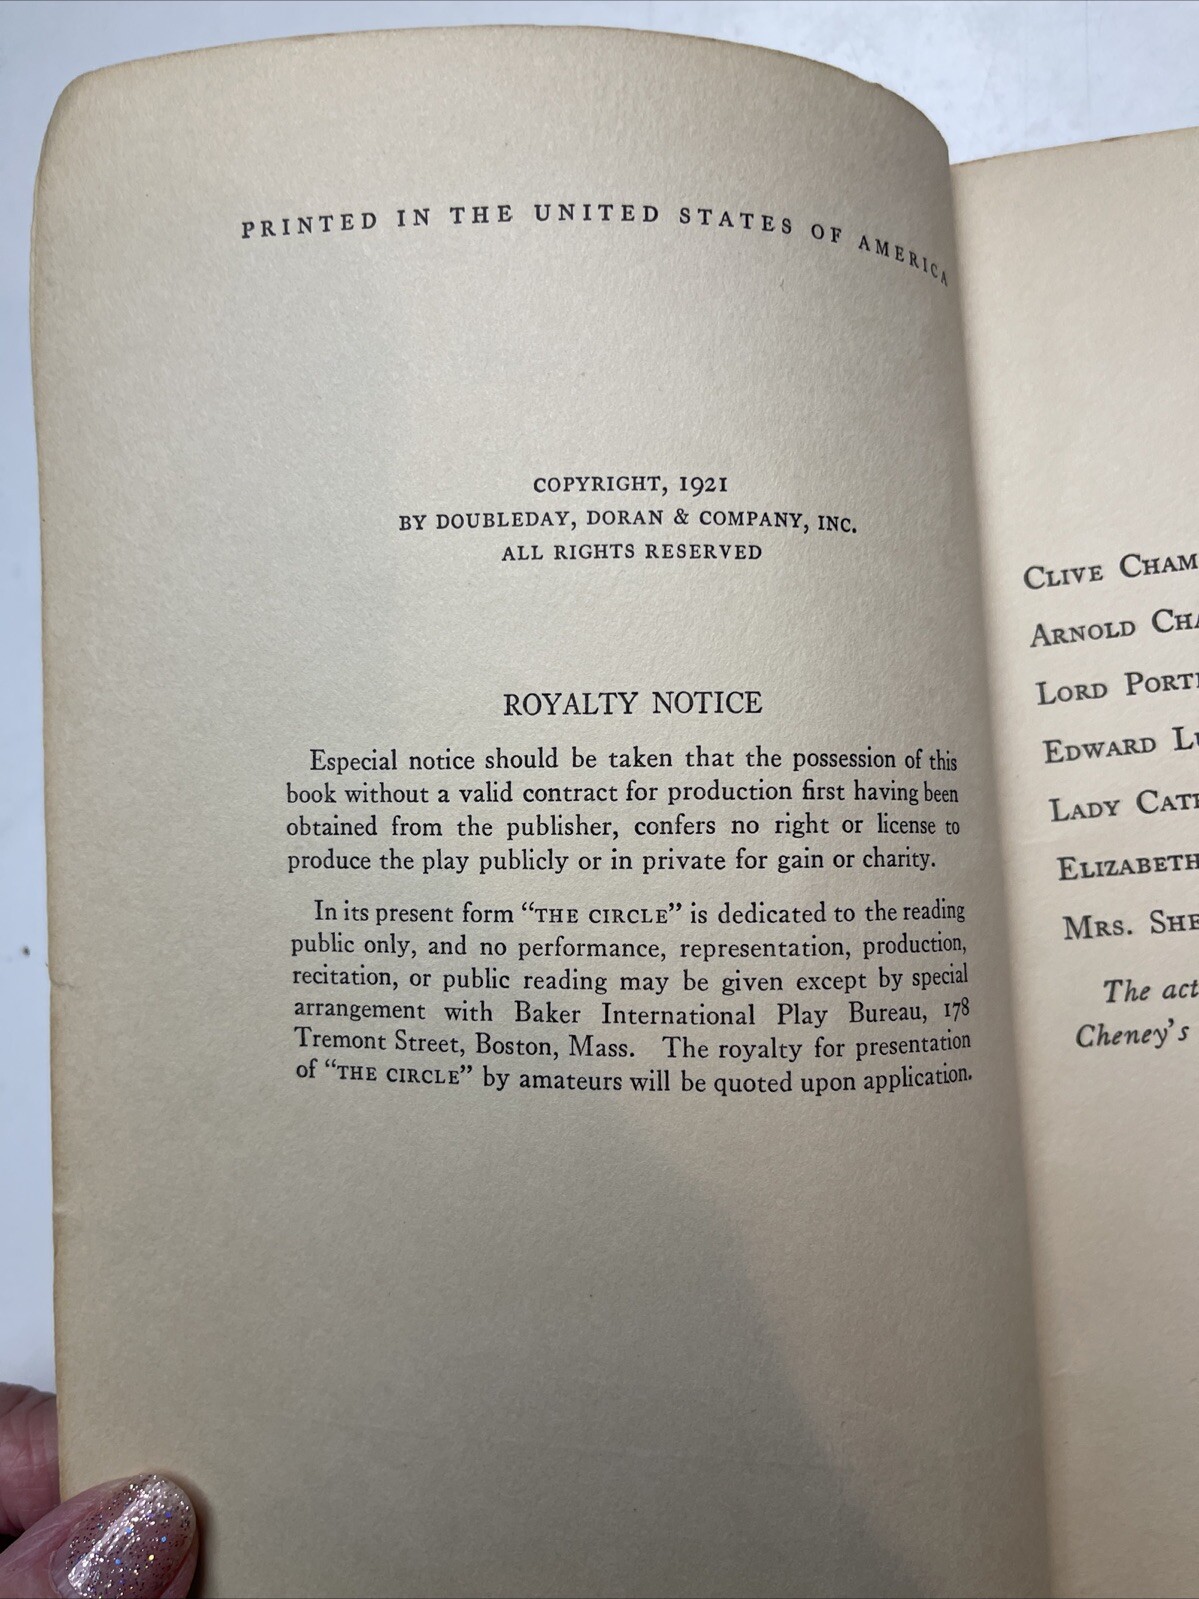 PRINTED IN THE UNITED STATES OF AMERICA
COPYRIGHT, 1921
BY DOUBLEDAY, DORAN & COMPANY, INC.
ALL RIGHTS RESERVED
ROYALTY NOTICE
Especial notice should be taken that the possession of this
book without a valid contract for production first having been
obtained from the publisher, confers no right or license to
produce the play publicly or in private for gain or charity.
In its present form “THE CIRCLE” is dedicated to the reading
public only, and no performance, representation, production,
recitation, or public reading may be given except by special
arrangement with Baker International Play Bureau, 178
Tremont Street, Boston, Mass. The royalty for presentation
of “THE CIRCLE” by amateurs will be quoted upon application.
CLIVE
ARNOLD
LORD
EDWARD
LADY
ELIZABETH
MRS.
The
Cheney's